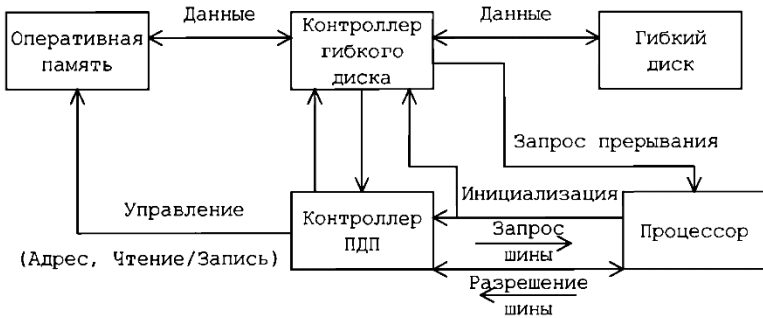 Данные
Данные
Оперативная
память
Контроллер
гибкого
диска
Гибкий
диск
Запрос прерывания
Управление
(Адрес, Чтение/Запись)
Контроллер
ПДП
Инициализация
Запрос
шины
Разрешение
шины
Процессор